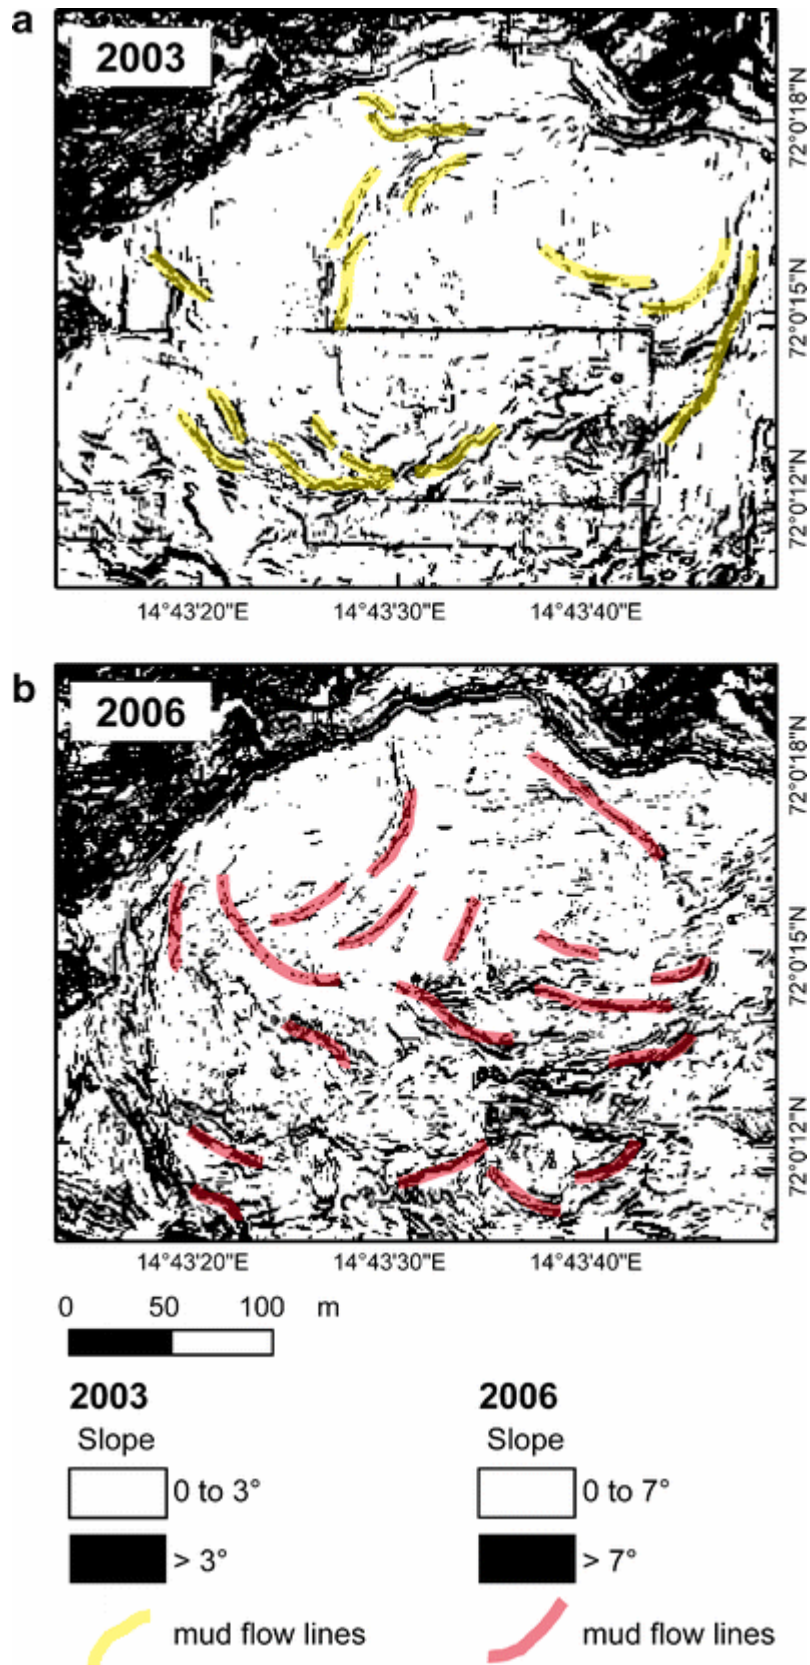 a
2003
72°0'18"N
72°0'15"N
72°0'12"N
14°43'20"E 14°43'30"E 14°43'40"E
b
2006
72°0'18"N
72°0'15"N
72°0'12"N
14°43'20"E 14°43'30"E 14°43'40"E
0 50 100 m
2003
Slope
0 to 3°
> 3°
mud flow lines
2006
Slope
0 to 7°
> 7°
mud flow lines